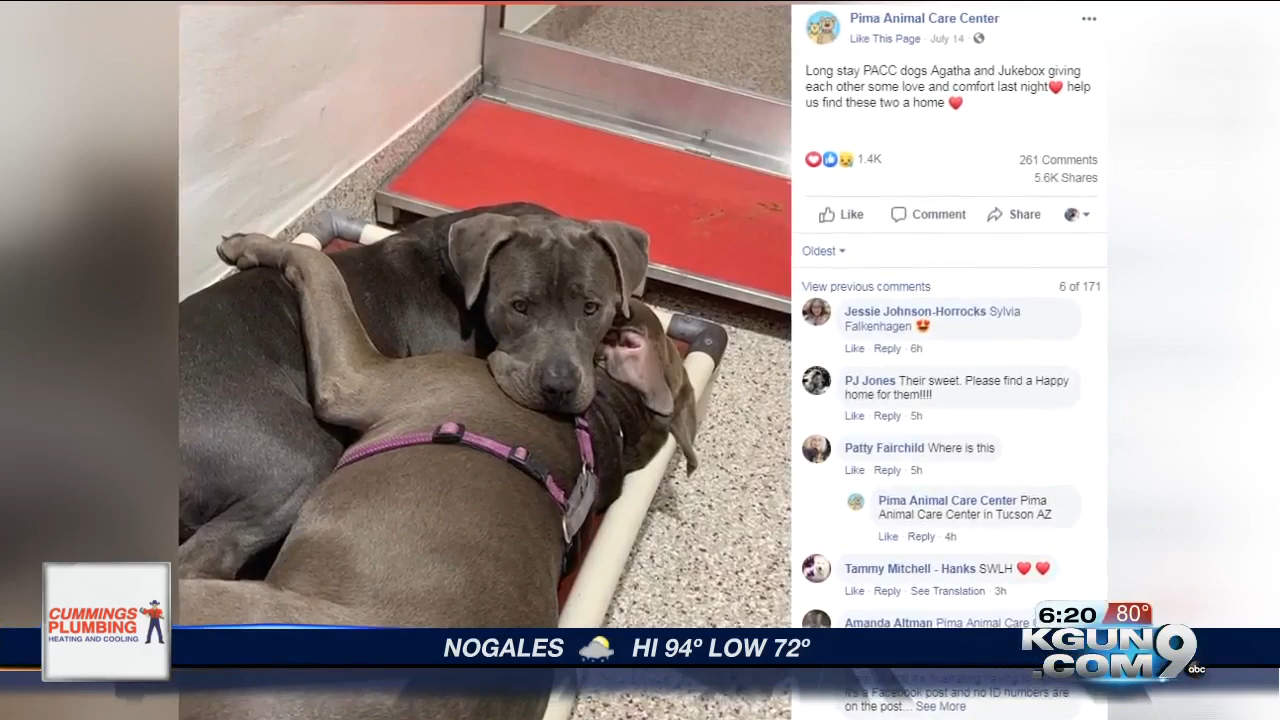 Pima Animal Care Center
Like This Page · July 14 ·
Long stay PACC dogs Agatha and Jukebox giving
each other some love and comfort last night❤️ help
us find these two a home ❤️
1.4K
261 Comments
5.6K Shares
Like Comment Share
Oldest
View previous comments 6 of 171
Jessie Johnson-Horrocks Sylvia
Falkenhagen 😍
Like · Reply · 6h
PJ Jones Their sweet. Please find a Happy
home for them!!!!
Like · Reply · 5h
Patty Fairchild Where is this
Like · Reply · 5h
Pima Animal Care Center Pima
Animal Care Center in Tucson AZ
Like · Reply · 4h
Tammy Mitchell - Hanks SWLH ❤️ ❤️
Like · Reply · See Translation · 3h
Amanda Altman Pima Animal Care
it's a Facebook post and no ID numbers are
on the post... See More
CUMMINGS
PLUMBING
HEATING AND COOLING
NOGALES HI 94º LOW 72º
6:20 80º
KGUN9
.COM
abc